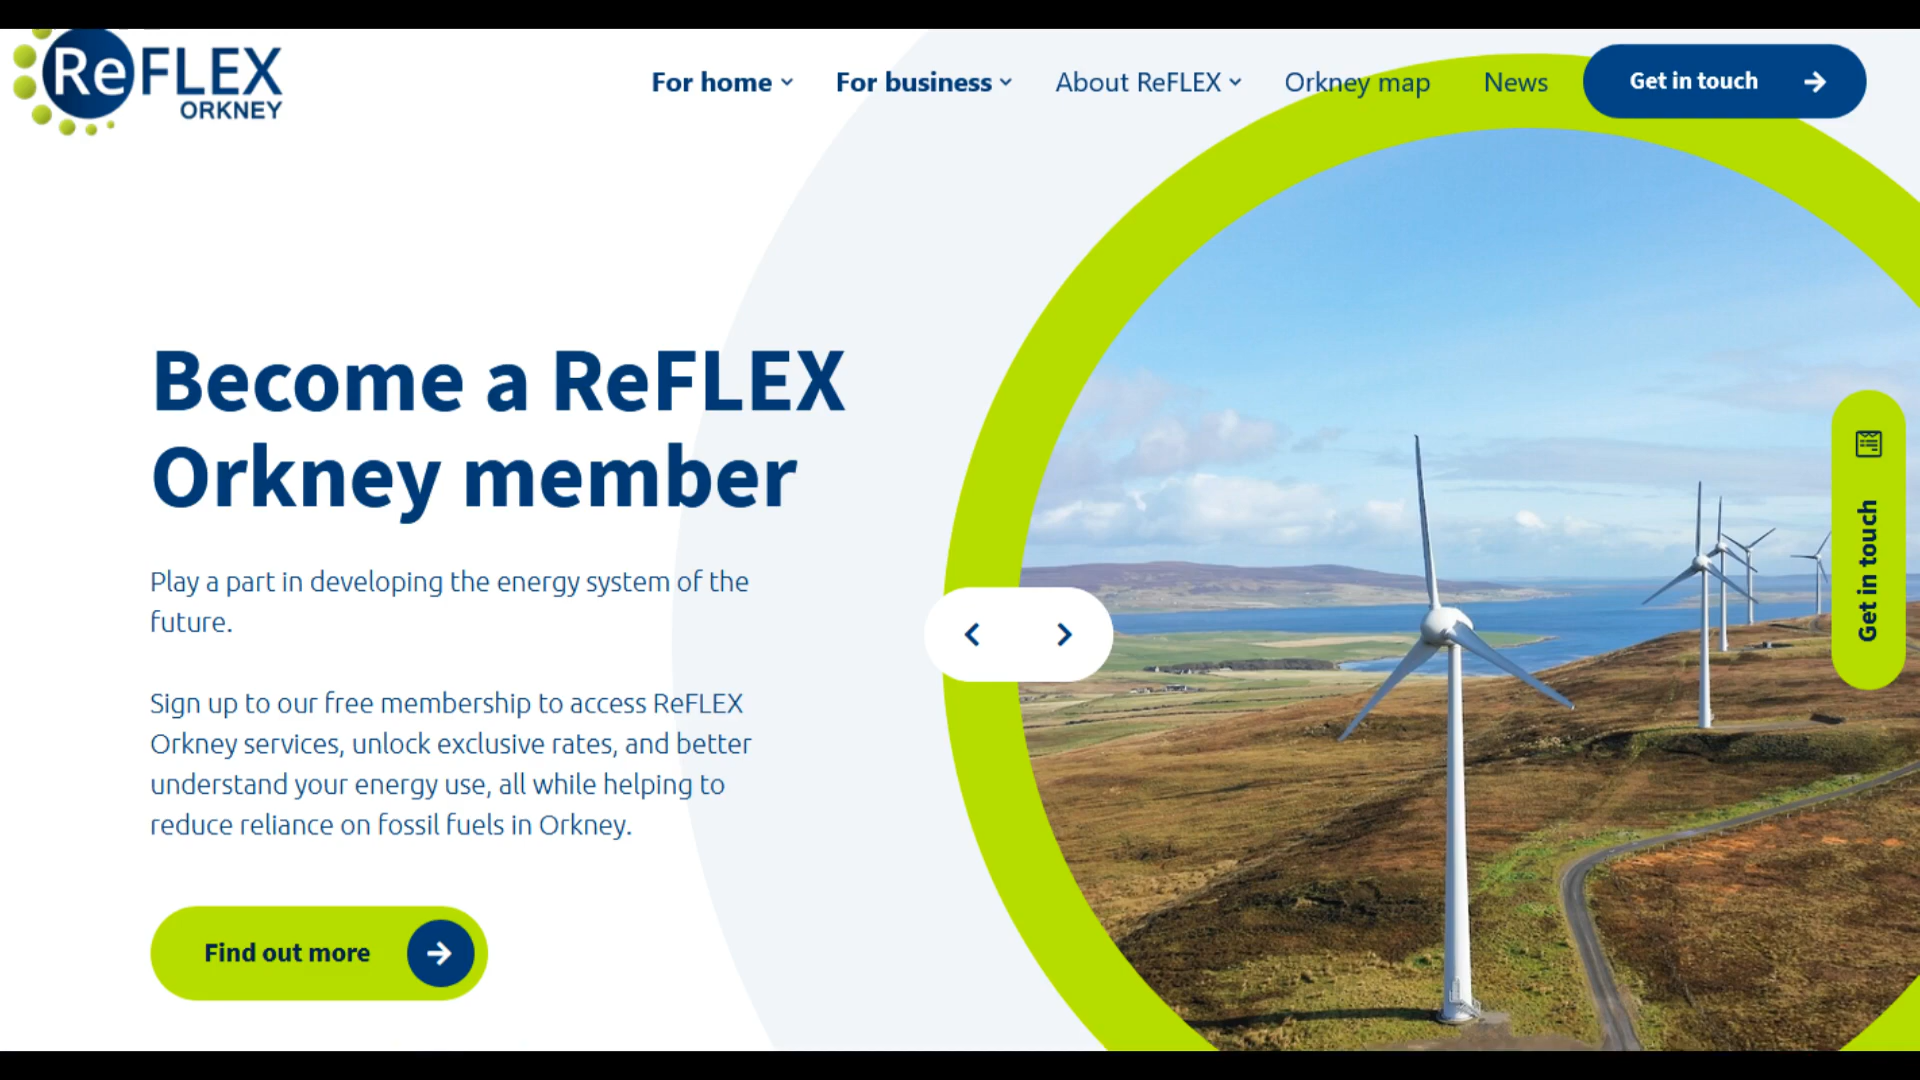 ReFLEX
ORKNEY
For home
For business
About ReFLEX
Orkney map
News
Get in touch
Become a ReFLEX
Orkney member
Play a part in developing the energy system of the
future.
Sign up to our free membership to access ReFLEX
Orkney services, unlock exclusive rates, and better
understand your energy use, all while helping to
reduce reliance on fossil fuels in Orkney.
Find out more
Get in touch